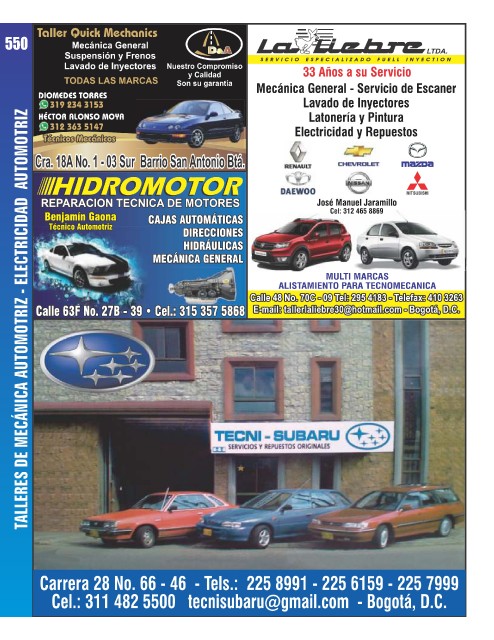 550
TALLERES DE MECÁNICA AUTOMOTRIZ - ELECTRICIDAD AUTOMOTRIZ
Taller Quick Mechanics
Mecánica General
Suspensión y Frenos
Lavado de Inyectores
TODAS LAS MARCAS
D&A
Nuestro Compromiso
y Calidad
Son su garantía
DIOMEDES TORRES
319 234 3153
HÉCTOR ALONSO MOYA
312 363 5147
Técnicos Mecánicos
Cra. 18A No. 1 - 03 Sur Barrio San Antonio Bta.
HIDROMOTOR
REPARACION TECNICA DE MOTORES
Benjamín Gaona
Técnico Automotriz
CAJAS AUTOMÁTICAS
DIRECCIONES
HIDRÁULICAS
MECÁNICA GENERAL
Calle 63F No. 27B - 39 • Cel.: 315 357 5868
La Liebre LTDA.
SERVICIO ESPECIALIZADO FUELL INYECTION
33 Años a su Servicio
Mecánica General - Servicio de Escaner
Lavado de Inyectores
Latonería y Pintura
Electricidad y Repuestos
RENAULT
CHEVROLET
mazda
DAEWOO
NISSAN
MITSUBISHI
José Manuel Jaramillo
Cel: 312 465 8869
MULTI MARCAS
ALISTAMIENTO PARA TECNOMECANICA
Calle 48 No. 70C - 09 Tel: 295 4183 - Telefax: 410 3263
E-mail: tallerlaliebre30@hotmail.com - Bogotá, D.C.
TECNI - SUBARU
SERVICIOS Y REPUESTOS ORIGINALES
Carrera 28 No. 66 - 46 - Tels.: 225 8991 - 225 6159 - 225 7999
Cel.: 311 482 5500 tecnisubaru@gmail.com - Bogotá, D.C.